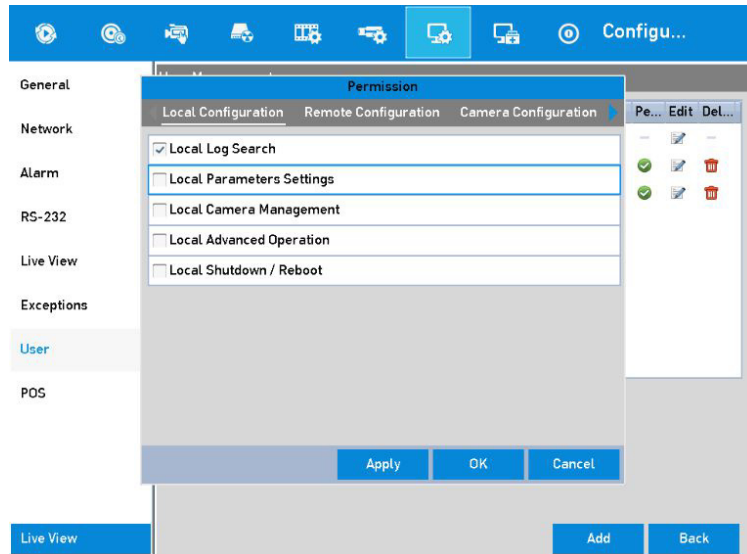 Configu...
General
Network
Alarm
RS-232
Live View
Exceptions
User
POS
Live View
Permission
Local Configuration Remote Configuration Camera Configuration
Local Log Search
Local Parameters Settings
Local Camera Management
Local Advanced Operation
Local Shutdown / Reboot
Apply OK Cancel
Pe... Edit Del...
Add Back